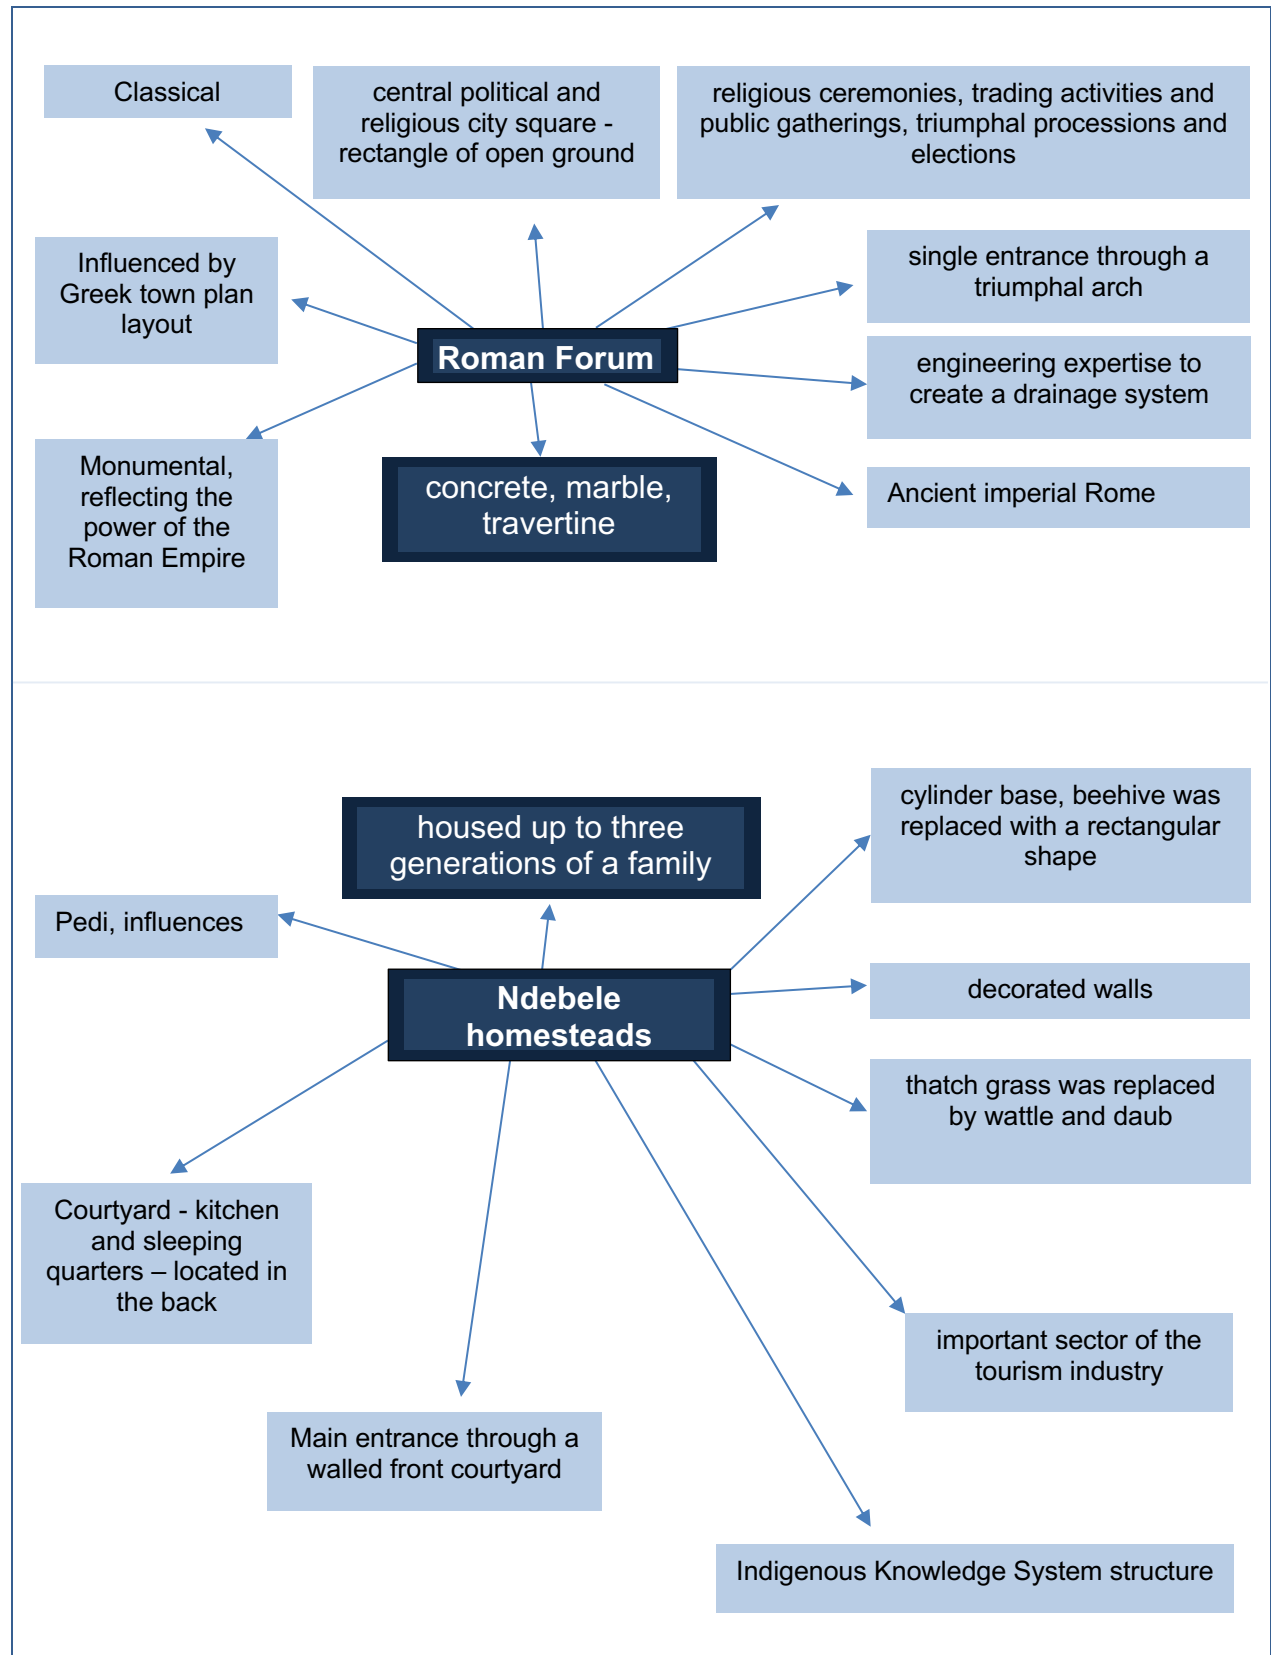 Classical
central political and
religious city square -
rectangle of open ground
religious ceremonies, trading activities and
public gatherings, triumphal processions and
elections
Influenced by
Greek town plan
layout
single entrance through a
triumphal arch
Roman Forum
engineering expertise to
create a drainage system
Monumental,
reflecting the
power of the
Roman Empire
concrete, marble,
travertine
Ancient imperial Rome
housed up to three
generations of a family
cylinder base, beehive was
replaced with a rectangular
shape
Pedi, influences
Ndebele
homesteads
decorated walls
thatch grass was replaced
by wattle and daub
Courtyard - kitchen
and sleeping
quarters – located in
the back
important sector of the
tourism industry
Main entrance through a
walled front courtyard
Indigenous Knowledge System structure